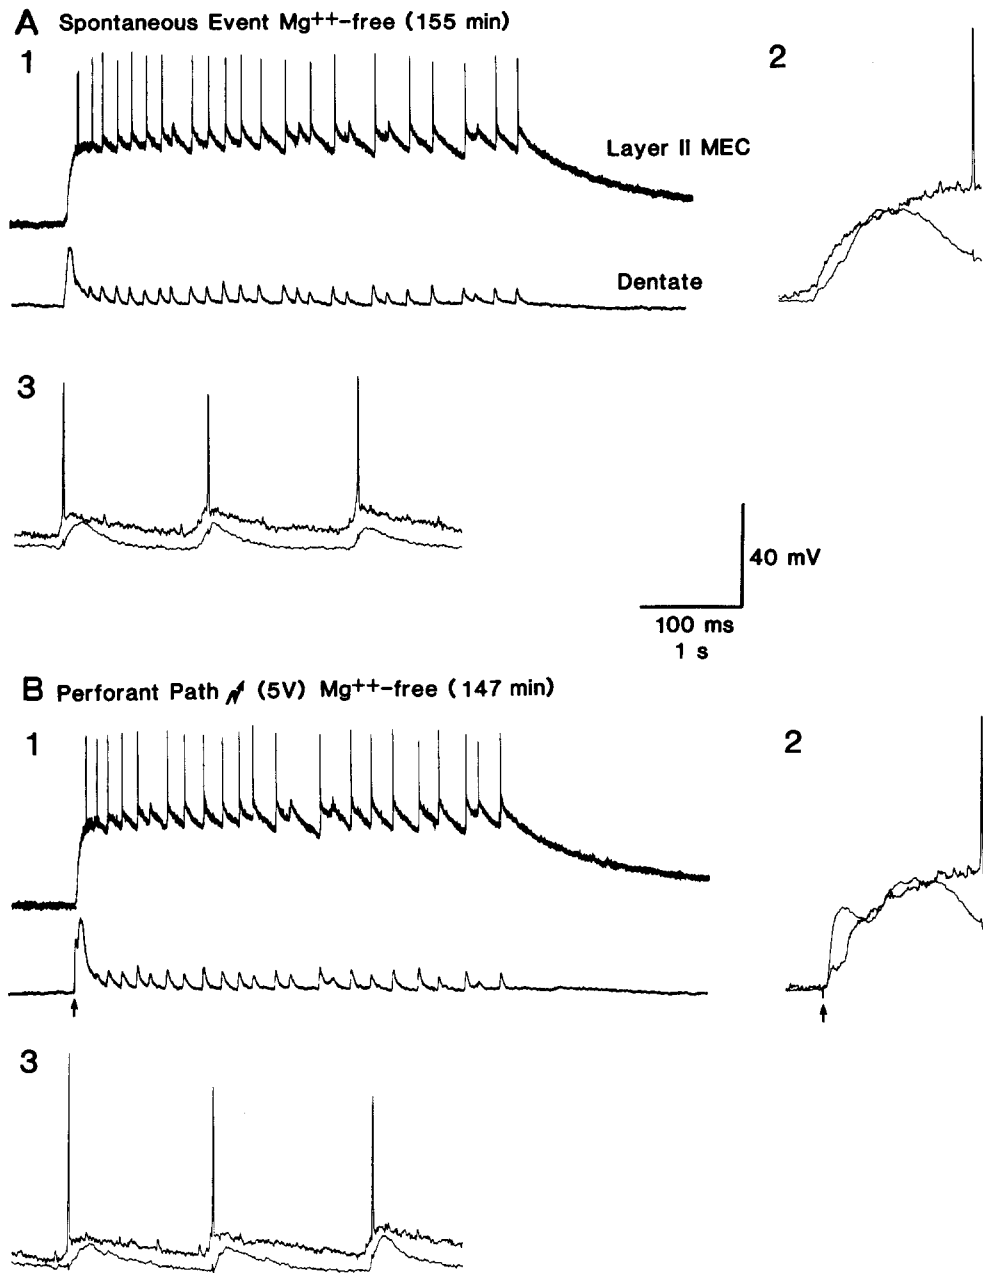 A Spontaneous Event Mg++-free (155 min)
1
2
Layer II MEC
Dentate
3
40 mV
100 ms
1 s
B Perforant Path (5V) Mg++-free (147 min)
1
2
3